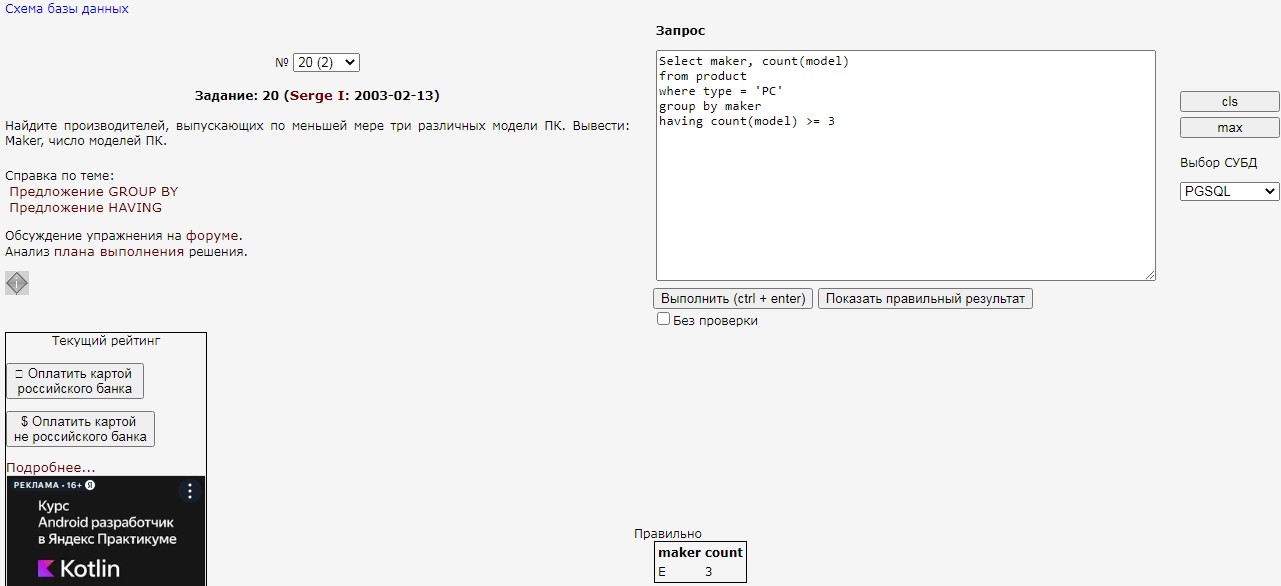 Схема базы данных
№ 20 (2)
Задание: 20 (Serge I: 2003-02-13)
Найдите производителей, выпускающих по меньшей мере три различных модели ПК. Вывести:
Maker, число моделей ПК.
Справка по теме:
Предложение GROUP BY
Предложение HAVING
Обсуждение упражнения на форуме.
Анализ плана выполнения решения.
Текущий рейтинг
Оплатить картой
российского банка
$ Оплатить картой
не российского банка
Подробнее...
РЕКЛАМА • 16+ Я
Курс
Android разработчик
в Яндекс Практикуме
Kotlin
Запрос
Select maker, count(model)
from product
where type = 'PC'
group by maker
having count(model) >= 3
cls
max
Выбор СУБД
PGSQL
Выполнить (ctrl + enter) Показать правильный результат
Без проверки
Правильно
maker count
E 3